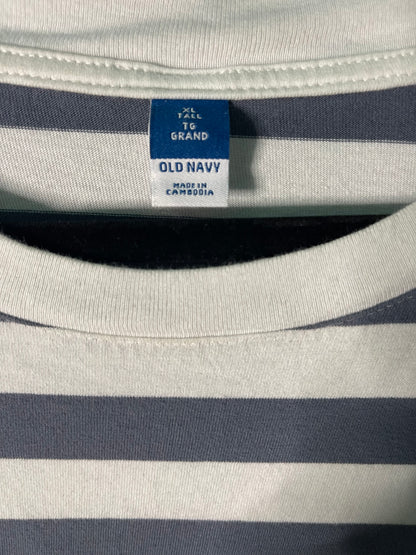 XL
TALL
TG
GRAND
OLD NAVY
MADE IN
CAMBODIA